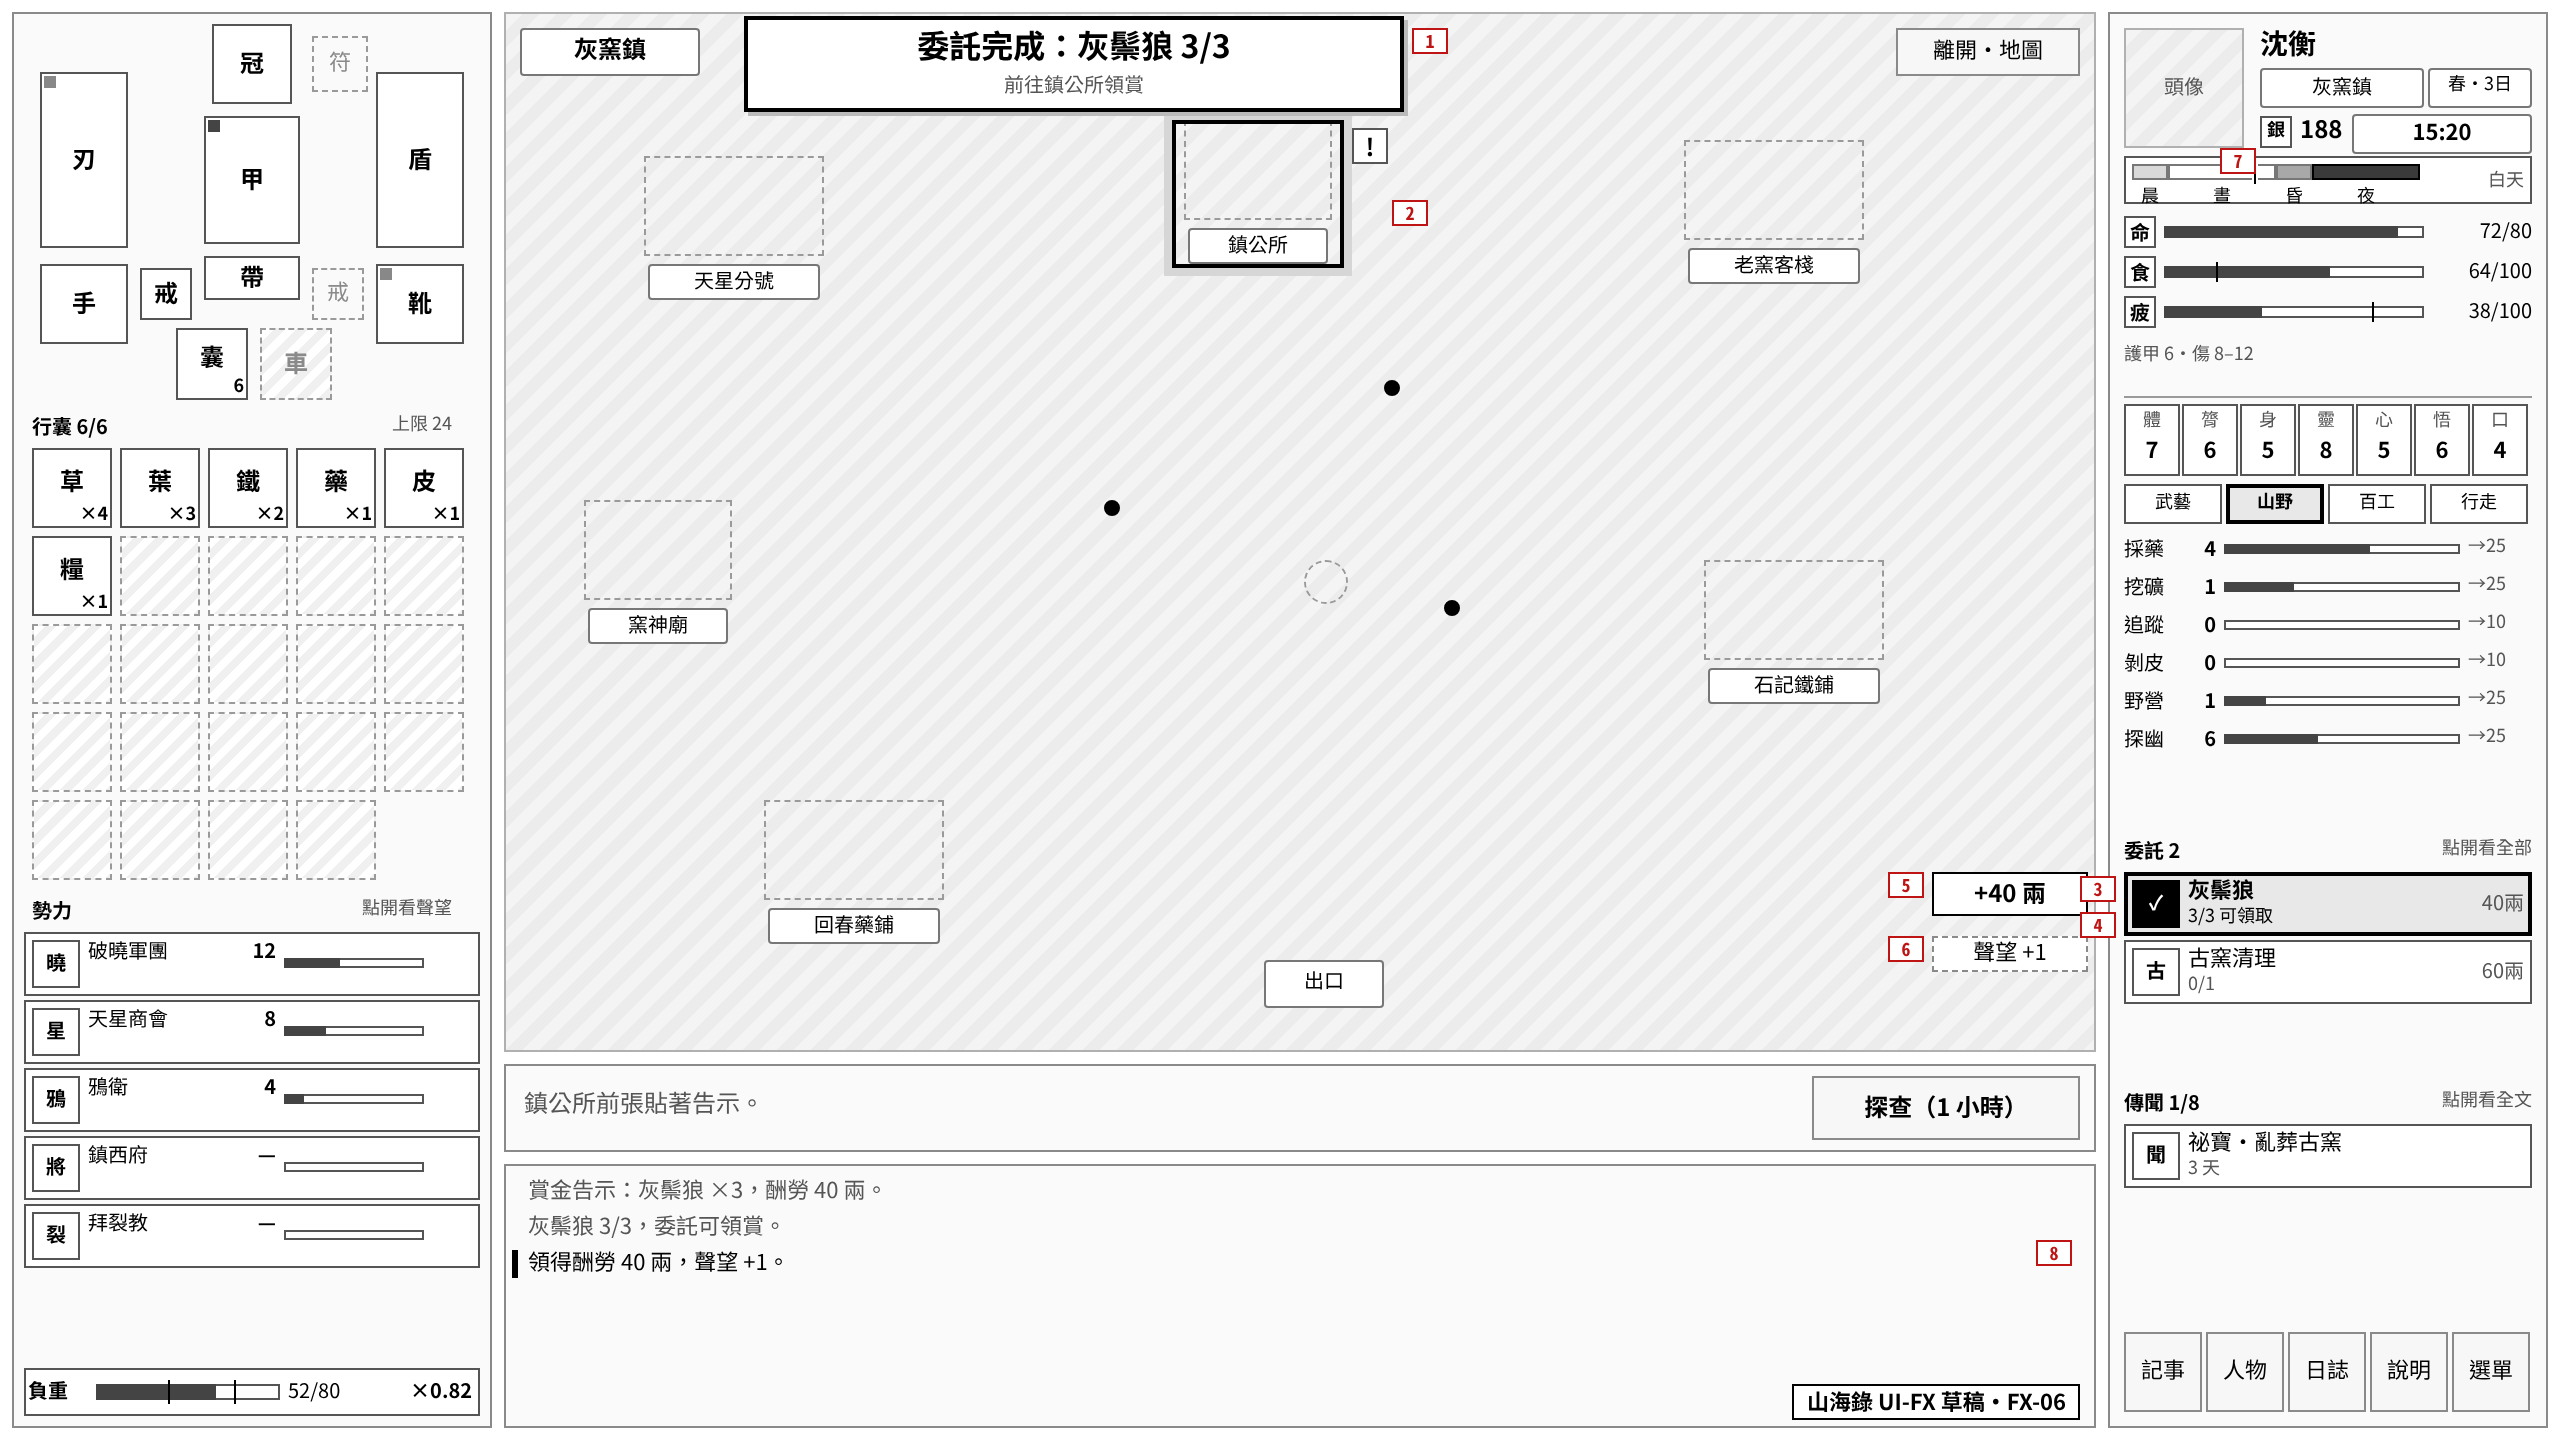 冠
符
刃
甲
盾
手
戒
帶
戒
靴
囊
6
車
行囊 6/6
上限 24
草
×4
葉
×3
鐵
×2
藥
×1
皮
×1
糧
×1
勢力
點開看聲望
曉
破曉軍團
12
星
天星商會
8
鴉
鴉衛
4
將
鎮西府
—
裂
拜裂教
—
負重
52/80
×0.82
灰窯鎮
委託完成：灰鬃狼 3/3
前往鎮公所領賞
1
離開・地圖
!
2
天星分號
鎮公所
老窯客棧
窯神廟
石記鐵鋪
回春藥鋪
出口
5
+40 兩
3
4
6
聲望 +1
鎮公所前張貼著告示。
探查（1 小時）
賞金告示：灰鬃狼 ×3，酬勞 40 兩。
灰鬃狼 3/3，委託可領賞。
領得酬勞 40 兩，聲望 +1。
8
山海錄 UI-FX 草稿・FX-06
頭像
沈衡
灰窯鎮
春・3日
銀
188
15:20
7
白天
晨
晝
昏
夜
命
72/80
食
64/100
疲
38/100
護甲 6・傷 8–12
體
7
膂
6
身
5
靈
8
心
5
悟
6
口
4
武藝
山野
百工
行走
採藥
4
→25
挖礦
1
→25
追蹤
0
→10
剝皮
0
→10
野營
1
→25
探幽
6
→25
委託 2
點開看全部
✓
灰鬃狼
3/3 可領取
40兩
古
古窯清理
0/1
60兩
傳聞 1/8
點開看全文
聞
祕寶・亂葬古窯
3 天
記事
人物
日誌
說明
選單